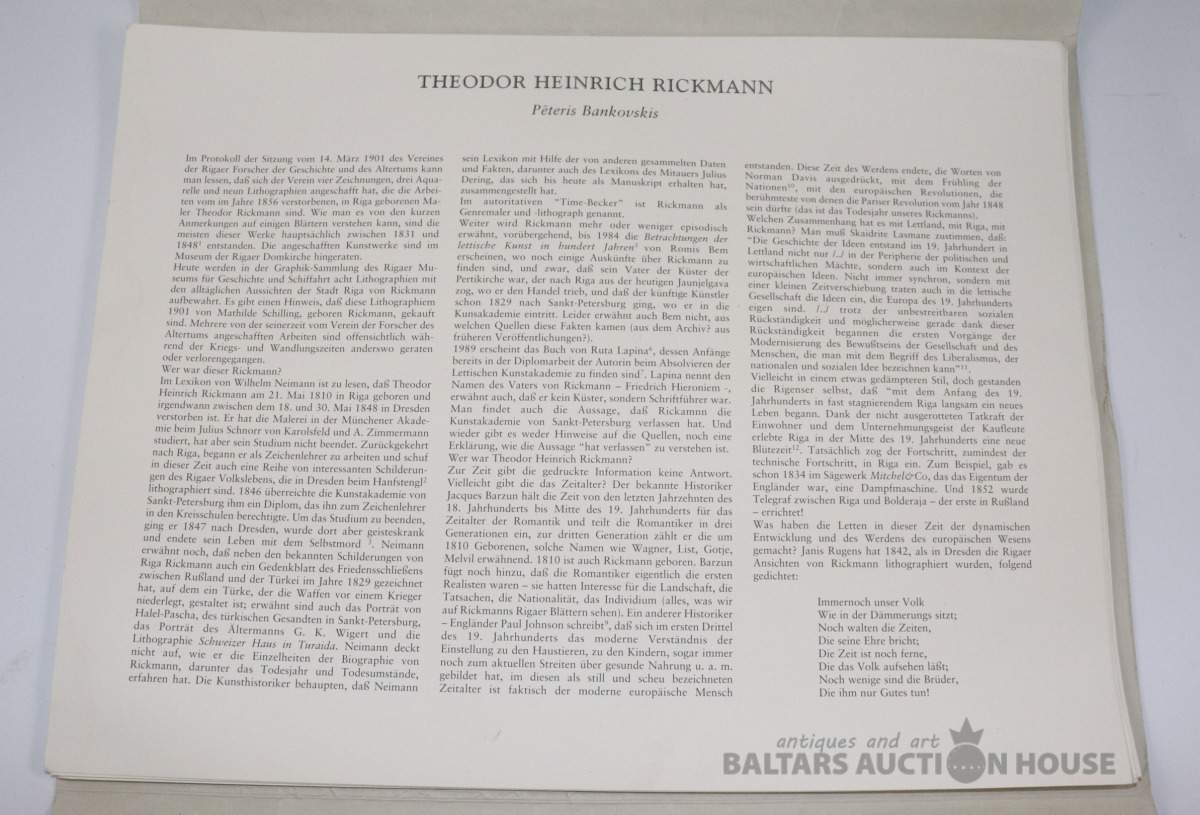 THEODOR HEINRICH RICKMANN
Pēteris Bankovskis
Im Protokoll der Sitzung vom 14. März 1901 des Vereines
der Rigaer Forscher der Geschichte und des Altertums kann
man lessen, daß sich der Verein vier Zeichnungen, drei Aqua-
relle und neun Lithographien angeschafft hat, die die Arbei-
ten vom im Jahre 1856 verstorbenen, in Riga geborenen Ma-
ler Theodor Rickmann sind. Wie man es von den kurzen
Anmerkungen auf einigen Blättern verstehen kann, sind die
meisten dieser Werke hauptsächlich zwischen 1831 und
1848¹ entstanden. Die angeschafften Kunstwerke sind im
Museum der Rigaer Domkirche hingeraten.
Heute werden in der Graphik-Sammlung des Rigaer Mu-
seums für Geschichte und Schiffahrt acht Lithographien mit
den alltäglichen Aussichten der Stadt Riga von Rickmann
aufbewahrt. Es gibt einen Hinweis, daß diese Lithographiem
1901 von Mathilde Schilling, geboren Rickmann, gekauft
sind. Mehrere von der seinerzeit vom Verein der Forscher des
Altertums angeschafften Arbeiten sind offensichtlich wäh-
rend der Kriegs- und Wandlungszeiten anderswo geraten
oder verlorengegangen.
Wer war dieser Rickmann?
Im Lexikon von Wilhelm Neimann ist zu lesen, daß Theodor
Heinrich Rickmann am 21. Mai 1810 in Riga geboren und
irgendwann zwischen dem 18. und 30. Mai 1848 in Dresden
verstorben ist. Er hat die Malerei in der Münchener Akade-
mie beim Julius Schnorr von Karolsfeld und A. Zimmermann
studiert, hat aber sein Studium nicht beendet. Zurückgekehrt
nach Riga, begann er als Zeichenlehrer zu arbeiten und schuf
in dieser Zeit auch eine Reihe von interessanten Schilderun-
gen des Rigaer Volkslebens, die in Dresden beim Hanfstengl²
lithographiert sind. 1846 überreichte die Kunstakademie von
Sankt-Petersburg ihm ein Diplom, das ihn zum Zeichenlehrer
in den Kreisschulen berechtigte. Um das Studium zu beenden,
ging er 1847 nach Dresden, wurde dort aber geisteskrank
und endete sein Leben mit dem Selbstmord ³. Neimann
erwähnt noch, daß neben den bekannten Schilderungen von
Riga Rickmann auch ein Gedenkblatt des Friedensschließens
zwischen Rußland und der Türkei im Jahre 1829 gezeichnet
hat, auf dem ein Türke, der die Waffen vor einem Krieger
niederlegt, gestaltet ist; erwähnt sind auch das Porträt von
Halel-Pascha, des türkischen Gesandten in Sankt-Petersburg,
das Porträt des Ältermanns G. K. Wigert und die
Lithographie Schweizer Haus in Turaida. Neimann deckt
nicht auf, wie er die Einzelheiten der Biographie von
Rickmann, darunter das Todesjahr und Todesumstände,
erfahren hat. Die Kunsthistoriker behaupten, daß Neimann
sein Lexikon mit Hilfe der von anderen gesammelten Daten
und Fakten, darunter auch des Lexikons des Mitauers Julius
Dering, das sich bis heute als Manuskript erhalten hat,
zusammengestellt hat.
Im autoritativen "Time-Becker" ist Rickmann als
Genremaler und -lithograph genannt.
Weiter wird Rickmann mehr oder weniger episodisch
erwähnt, vorübergehend, bis 1984 die Betrachtungen der
lettische Kunst in hundert Jahren⁵ von Romis Bem
erscheinen, wo noch einige Auskünfte über Rickmann zu
finden sind, und zwar, daß sein Vater der Küster der
Pertikirche war, der nach Riga aus der heutigen Jaunjelgava
zog, wo er den Handel trieb, und daß der künftige Künstler
schon 1829 nach Sankt-Petersburg ging, wo er in die
Kunsakademie eintritt. Leider erwähnt auch Bem nicht, aus
welchen Quellen diese Fakten kamen (aus dem Archiv? aus
früheren Veröffentlichungen?).
1989 erscheint das Buch von Ruta Lapina⁶, dessen Anfänge
bereits in der Diplomarbeit der Autorin beim Absolvieren der
Lettischen Kunstakademie zu finden sind⁷. Lapina nennt den
Namen des Vaters von Rickmann – Friedrich Hieroniem -,
erwähnt auch, daß er kein Küster, sondern Schriftführer war.
Man findet auch die Aussage, daß Rickamnn die
Kunstakademie von Sankt-Petersburg verlassen hat. Und
wieder gibt es weder Hinweise auf die Quellen, noch eine
Erklärung, wie die Aussage "hat verlassen" zu verstehen ist.
Wer war Theodor Heinrich Rickmann?
Zur Zeit gibt die gedruckte Information keine Antwort.
Vielleicht gibt die das Zeitalter? Der bekannte Historiker
Jacques Barzun hält die Zeit von den letzten Jahrzehnten des
18. Jahrhunderts bis Mitte des 19. Jahrhunderts für das
Zeitalter der Romantik und teilt die Romantiker in drei
Generationen ein, zur dritten Generation zählt er die um
1810 Geborenen, solche Namen wie Wagner, List, Gotje,
Melvil erwähnend. 1810 ist auch Rickmann geboren. Barzun
fügt noch hinzu, daß die Romantiker eigentlich die ersten
Realisten waren – sie hatten Interesse für die Landschaft, die
Tatsachen, die Nationalität, das Individium (alles, was wir
auf Rickmanns Rigaer Blättern sehen). Ein anderer Historiker
– Engländer Paul Johnson schreibt⁹, daß sich im ersten Drittel
des 19. Jahrhunderts das moderne Verständnis der
Einstellung zu den Haustieren, zu den Kindern, sogar immer
noch zum aktuellen Streiten über gesunde Nahrung u. a. m.
gebildet hat, im diesen als still und scheu bezeichneten
Zeitalter ist faktisch der moderne europäische Mensch
entstanden. Diese Zeit des Werdens endete, die Worten von
Norman Davis ausgedrückt, mit dem Frühling der
Nationen¹⁰, mit den europäischen Revolutionen, die
berühmteste von denen die Pariser Revolution vom Jahr 1848
sein dürfte (das ist das Todesjahr unseres Rickmanns).
Welchen Zusammenhang hat es mit Lettland, mit Riga, mit
Rickmann? Man muß Skaidrite Lasmane zustimmen, daß:
"Die Geschichte der Ideen entstand im 19. Jahrhundert in
Lettland nicht nur /../ in der Peripherie der politischen und
wirtschaftlichen Mächte, sondern auch im Kontext der
europäischen Ideen. Nicht immer synchron, sondern mit
einer kleinen Zeitverschiebung traten auch in die lettische
Gesellschaft die Ideen ein, die Europa des 19. Jahrhunderts
eigen sind. /../ trotz der unbestreitbaren sozialen
Rückständigkeit und möglicherweise gerade dank dieser
Rückständigkeit begannen die ersten Vorgänge der
Modernisierung des Bewußtseins der Gesellschaft und des
Menschen, die man mit dem Begriff des Liberalismus, der
nationalen und sozialen Idee bezeichnen kann"¹¹.
Vielleicht in einem etwas gedämpfteren Stil, doch gestanden
die Rigenser selbst, daß "mit dem Anfang des 19.
Jahrhunderts in fast stagnierendem Riga langsam ein neues
Leben begann. Dank der nicht ausgerotteten Tatkraft der
Einwohner und dem Unternehmungsgeist der Kaufleute
erlebte Riga in der Mitte des 19. Jahrhunderts eine neue
Blütezeit¹². Tatsächlich zog der Fortschritt, zumindest der
technische Fortschritt, in Riga ein. Zum Beispiel, gab es
schon 1834 im Sägewerk Mitchel&Co, das das Eigentum der
Engländer war, eine Dampfmaschine. Und 1852 wurde
Telegraf zwischen Riga und Bolderaja – der erste in Rußland
– errichtet!
Was haben die Letten in dieser Zeit der dynamischen
Entwicklung und des Werdens des europäischen Wesens
gemacht? Janis Rugens hat 1842, als in Dresden die Rigaer
Ansichten von Rickmann lithographiert wurden, folgend
gedichtet:
Immernoch unser Volk
Wie in der Dämmerungs sitzt;
Noch walten die Zeiten,
Die seine Ehre bricht;
Die Zeit ist noch ferne,
Die das Volk aufsehen läßt;
Noch wenige sind die Brüder,
Die ihm nur Gutes tun!
antiques and art
BALTARS AUCTION HOUSE